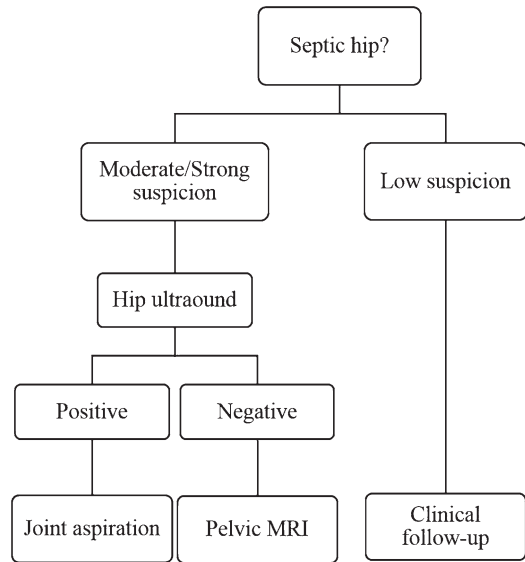 Septic hip?
Moderate/Strong
suspicion
Low suspicion
Hip ultraound
Positive
Negative
Joint aspiration
Pelvic MRI
Clinical
follow-up